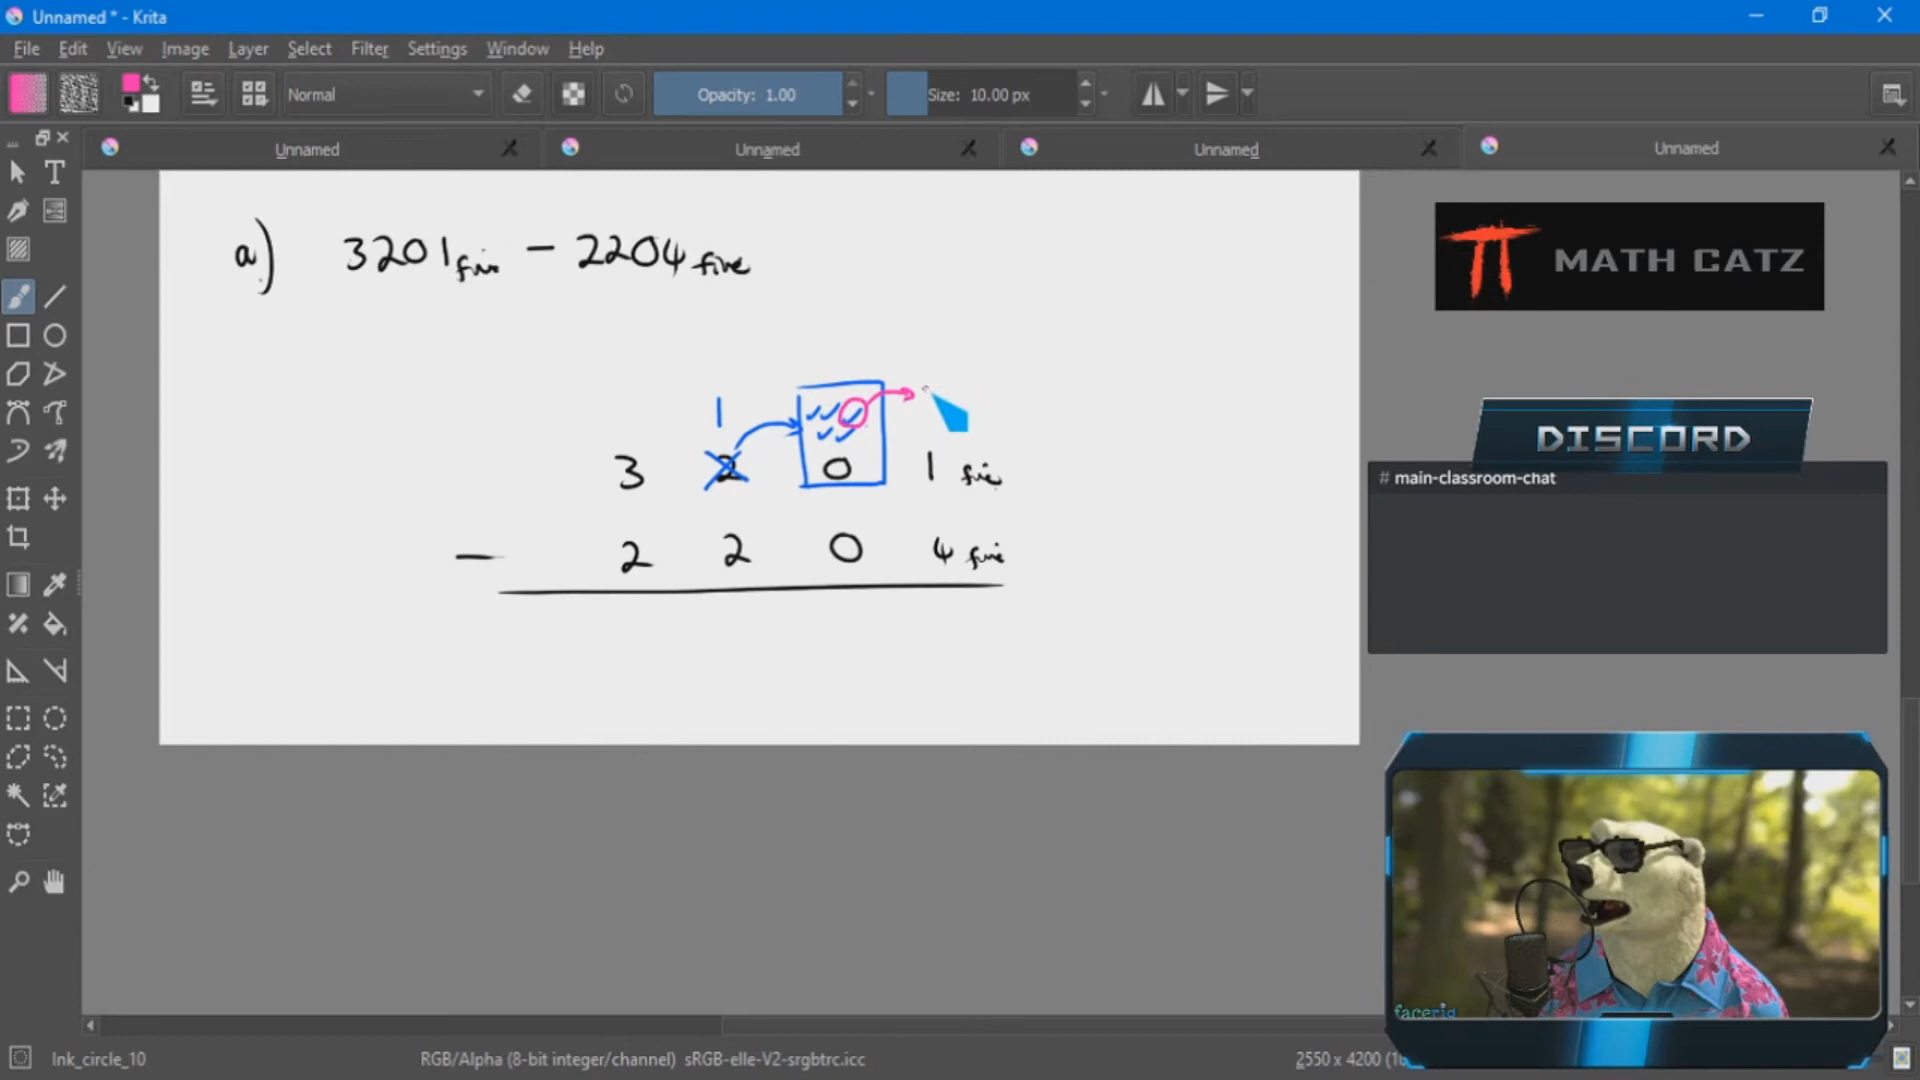 Unnamed * - Krita
File Edit View Image Layer Select Filter Settings Window Help
Normal Opacity: 1.00 Size: 10.00 px
Unnamed Unnamed Unnamed Unnamed
a) 3201five - 2204five
MATH CATZ
1
3 2 0 1 five
- 2 2 0 4 five
DISCORD
# main-classroom-chat
facerig
Ink_circle_10 RGB/Alpha (8-bit integer/channel) sRGB-elle-V2-srgbtrc.icc 2550 x 4200